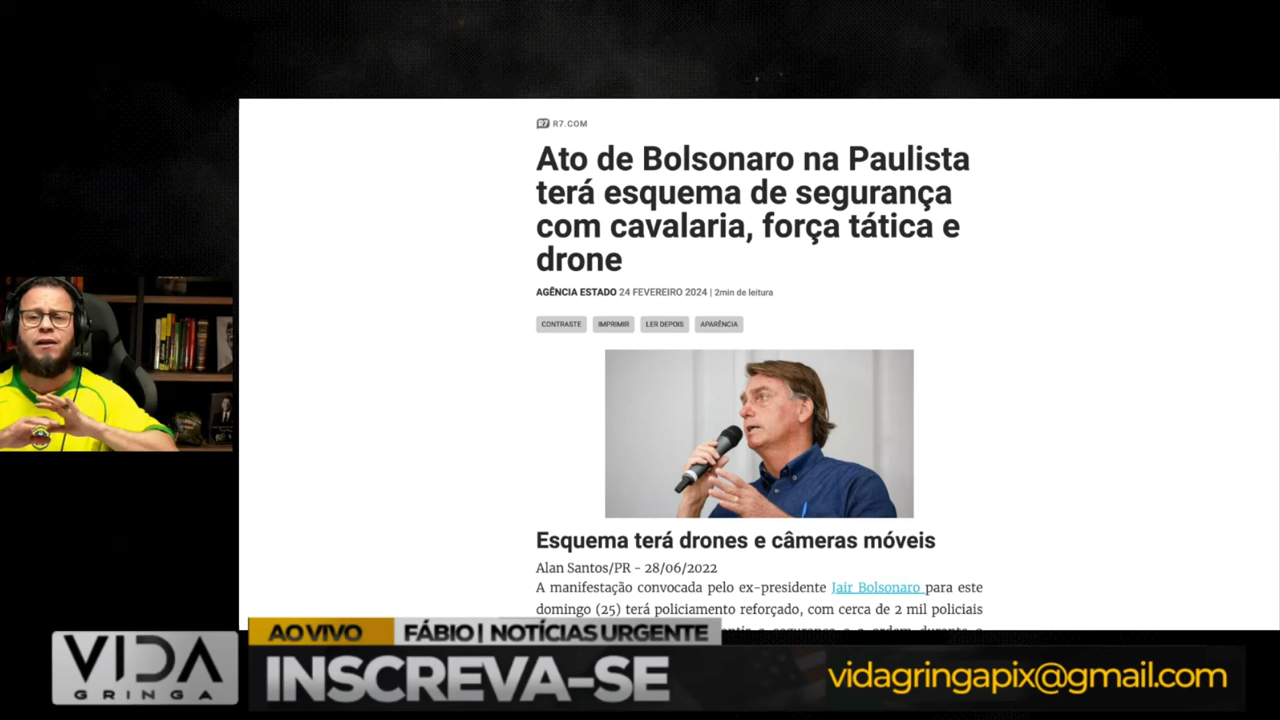 R7 R7.COM
Ato de Bolsonaro na Paulista
terá esquema de segurança
com cavalaria, força tática e
drone
AGÊNCIA ESTADO 24 FEVEREIRO 2024 | 2min de leitura
CONTRASTE IMPRIMIR LER DEPOIS APARÊNCIA
Esquema terá drones e câmeras móveis
Alan Santos/PR - 28/06/2022
A manifestação convocada pelo ex-presidente Jair Bolsonaro para este
domingo (25) terá policiamento reforçado, com cerca de 2 mil policiais
AO VIVO FÁBIO | NOTÍCIAS URGENTE
VIDA
GRINGA
INSCREVA-SE
vidagringapix@gmail.com